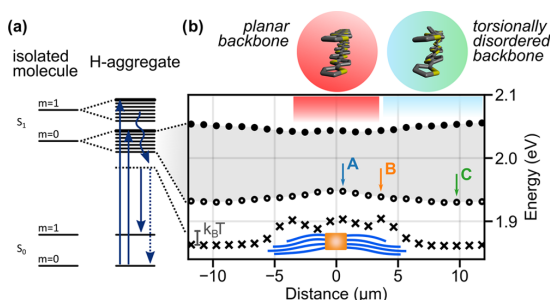 (a)
isolated
molecule
H-aggregate
m=1
S₁
m=0
m=1
S₀
m=0
(b)
planar
backbone
torsionally
disordered
backbone
A
B
C
k_BT
2.1
2.0
1.9
Energy (eV)
−10
−5
0
5
10
Distance (μm)